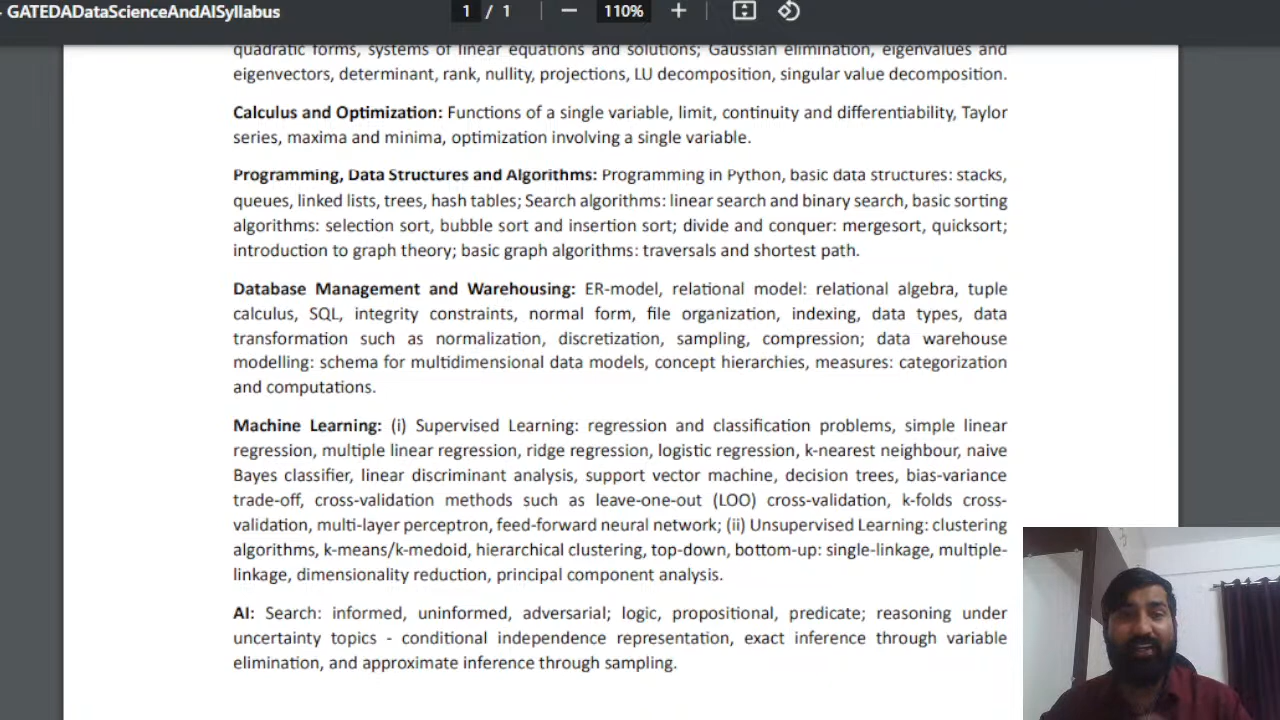 GATEDADataScienceAndAISyllabus
1 / 1
110%
quadratic forms, systems of linear equations and solutions; Gaussian elimination, eigenvalues and
eigenvectors, determinant, rank, nullity, projections, LU decomposition, singular value decomposition.
Calculus and Optimization: Functions of a single variable, limit, continuity and differentiability, Taylor
series, maxima and minima, optimization involving a single variable.
Programming, Data Structures and Algorithms: Programming in Python, basic data structures: stacks,
queues, linked lists, trees, hash tables; Search algorithms: linear search and binary search, basic sorting
algorithms: selection sort, bubble sort and insertion sort; divide and conquer: mergesort, quicksort;
introduction to graph theory; basic graph algorithms: traversals and shortest path.
Database Management and Warehousing: ER-model, relational model: relational algebra, tuple
calculus, SQL, integrity constraints, normal form, file organization, indexing, data types, data
transformation such as normalization, discretization, sampling, compression; data warehouse
modelling: schema for multidimensional data models, concept hierarchies, measures: categorization
and computations.
Machine Learning: (i) Supervised Learning: regression and classification problems, simple linear
regression, multiple linear regression, ridge regression, logistic regression, k-nearest neighbour, naive
Bayes classifier, linear discriminant analysis, support vector machine, decision trees, bias-variance
trade-off, cross-validation methods such as leave-one-out (LOO) cross-validation, k-folds cross-
validation, multi-layer perceptron, feed-forward neural network; (ii) Unsupervised Learning: clustering
algorithms, k-means/k-medoid, hierarchical clustering, top-down, bottom-up: single-linkage, multiple-
linkage, dimensionality reduction, principal component analysis.
AI: Search: informed, uninformed, adversarial; logic, propositional, predicate; reasoning under
uncertainty topics - conditional independence representation, exact inference through variable
elimination, and approximate inference through sampling.